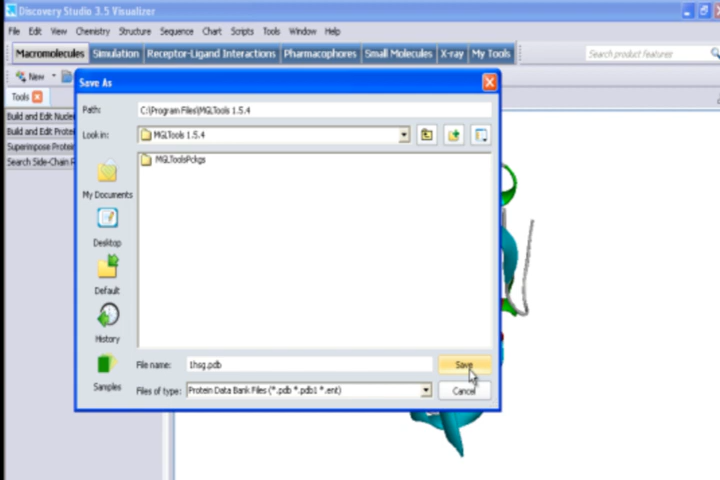 Discovery Studio 3.5 Visualizer
File Edit View Chemistry Structure Sequence Chart Scripts Tools Window Help
Macromolecules Simulation Receptor-Ligand Interactions Pharmacophores Small Molecules X-ray My Tools Search product features
New
Save As
Tools
Path: C:\Program Files\MGLTools 1.5.4
Build and Edit
Build and Edit
Look in: MGLTools 1.5.4
Superimpose
Search Side-Chain
MGLToolsPckgs
My Documents
Desktop
Default
History
File name: 1hsg.pdb Save
Samples
Files of type: Protein Data Bank Files (*.pdb *.pdb1 *.ent) Cancel